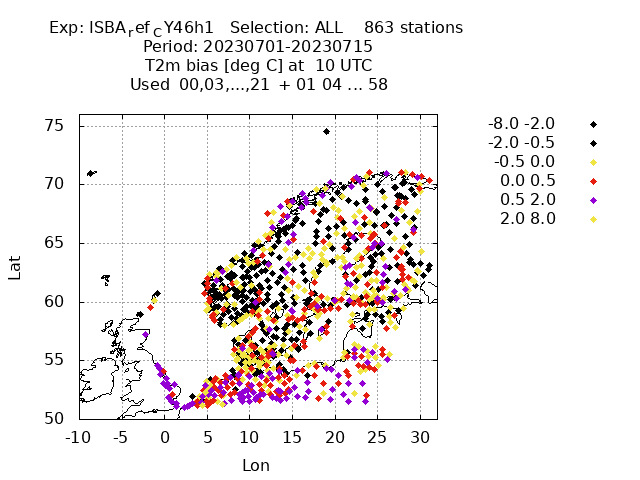 Exp: ISBA_ref_CY46h1 Selection: ALL 863 stations
Period: 20230701-20230715
T2m bias [deg C] at 10 UTC
Used 00,03,...,21 + 01 04 ... 58
-8.0 -2.0
-2.0 -0.5
-0.5 0.0
0.0 0.5
0.5 2.0
2.0 8.0
75
70
65
60
55
50
Lat
-10 -5 0 5 10 15 20 25 30
Lon